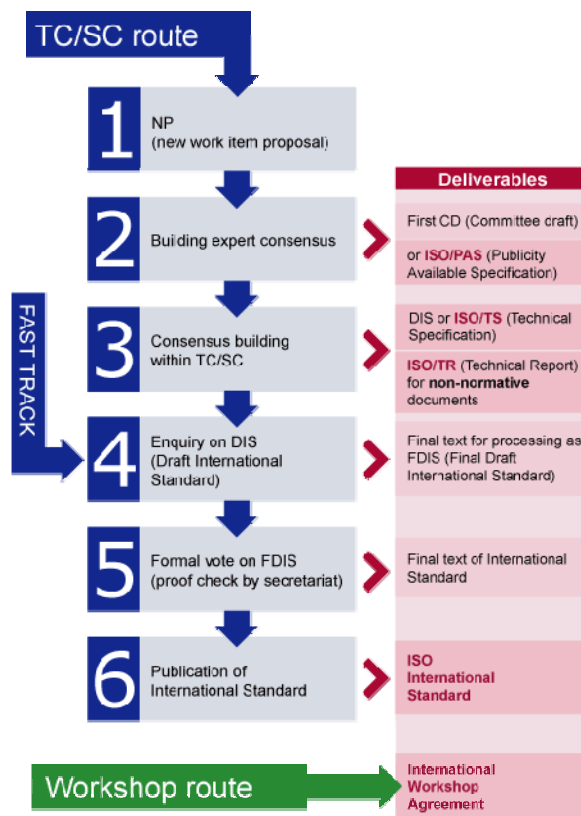 TC/SC route
1
NP
(new work item proposal)
Deliverables
2
Building expert consensus
First CD (Committee draft)
or ISO/PAS (Publicity
Available Specification)
FAST TRACK
3
Consensus building
within TC/SC
DIS or ISO/TS (Technical
Specification)
ISO/TR (Technical Report)
for non-normative
documents
4
Enquiry on DIS
(Draft International
Standard)
Final text for processing as
FDIS (Final Draft
International Standard)
5
Formal vote on FDIS
(proof check by secretariat)
Final text of International
Standard
6
Publication of
International Standard
ISO
International
Standard
Workshop route
International
Workshop
Agreement